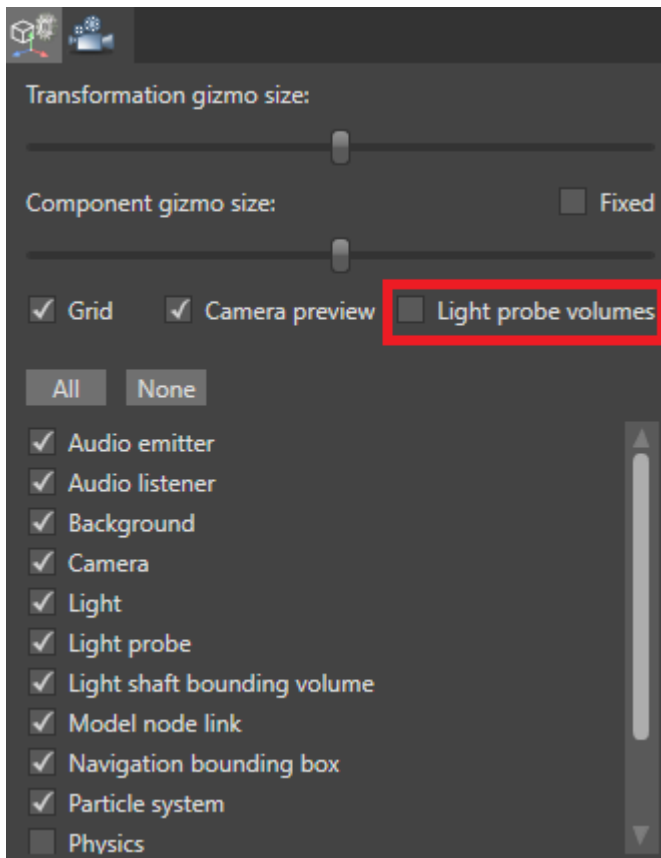 Transformation gizmo size:
Component gizmo size: Fixed
Grid Camera preview Light probe volumes
All None
Audio emitter
Audio listener
Background
Camera
Light
Light probe
Light shaft bounding volume
Model node link
Navigation bounding box
Particle system
Physics